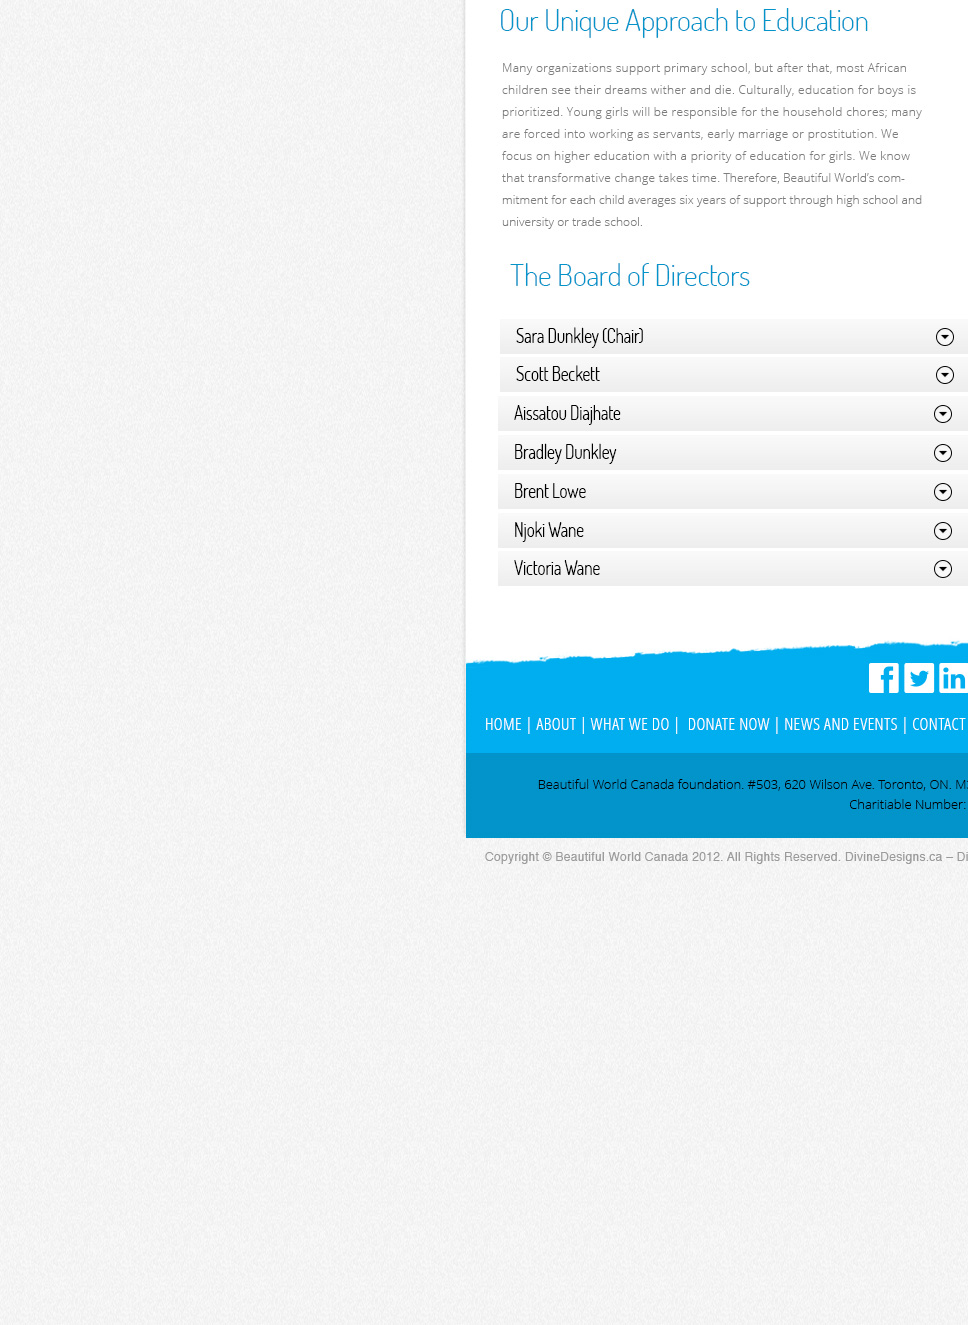 Our Unique Approach to Education
Many organizations support primary school, but after that, most African
children see their dreams wither and die. Culturally, education for boys is
prioritized. Young girls will be responsible for the household chores; many
are forced into working as servants, early marriage or prostitution. We
focus on higher education with a priority of education for girls. We know
that transformative change takes time. Therefore, Beautiful World's com-
mitment for each child averages six years of support through high school and
university or trade school.
The Board of Directors
Sara Dunkley (Chair)
Scott Beckett
Aissatou Diajhate
Bradley Dunkley
Brent Lowe
Njoki Wane
Victoria Wane
HOME | ABOUT | WHAT WE DO | DONATE NOW | NEWS AND EVENTS | CONTACT
Beautiful World Canada foundation. #503, 620 Wilson Ave. Toronto, ON.
Charitiable Number:
Copyright © Beautiful World Canada 2012. All Rights Reserved. DivineDesigns.ca –